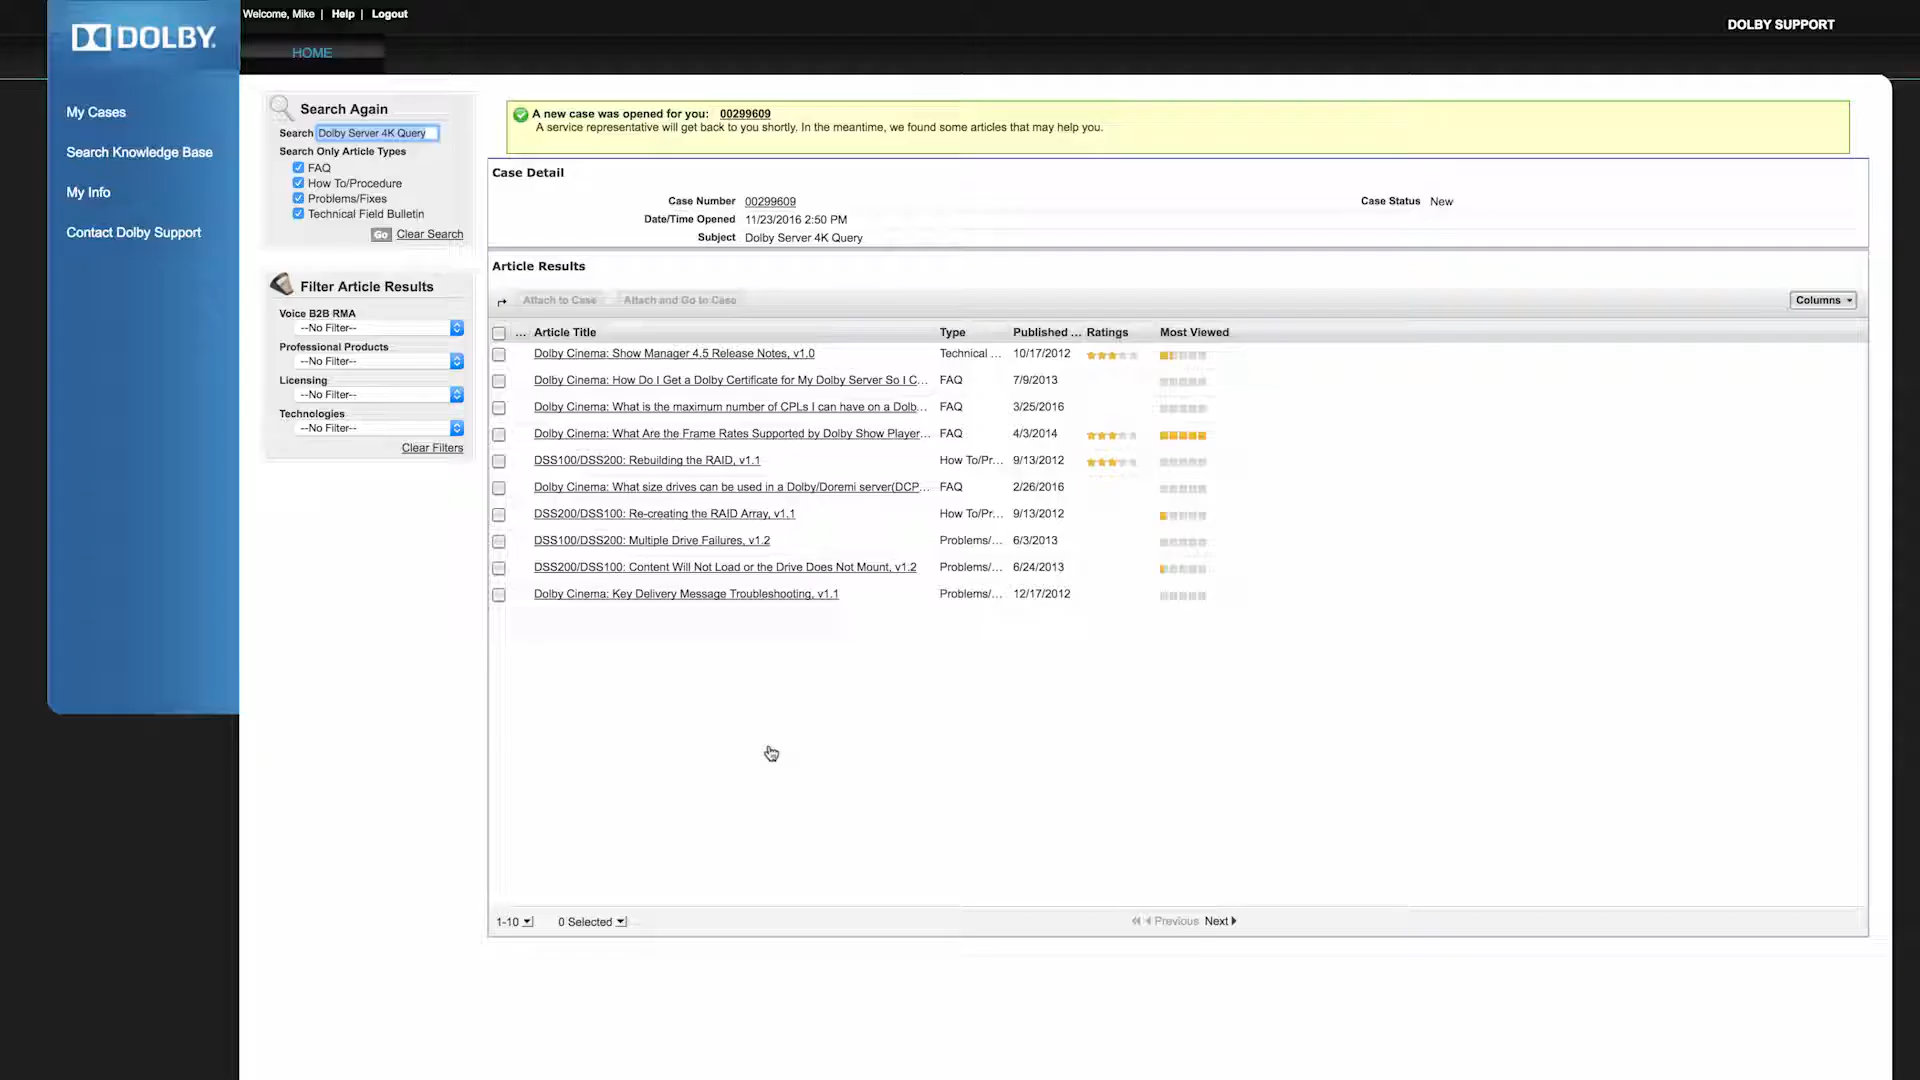 Welcome, Mike | Help | Logout
DOLBY SUPPORT
DOLBY
HOME
My Cases
Search Knowledge Base
My Info
Contact Dolby Support
Search Again
Search Dolby Server 4K Query
Search Only Article Types
FAQ
How To/Procedure
Problems/Fixes
Technical Field Bulletin
Go Clear Search
Filter Article Results
Voice B2B RMA
--No Filter--
Professional Products
--No Filter--
Licensing
--No Filter--
Technologies
--No Filter--
Clear Filters
A new case was opened for you: 00299609
A service representative will get back to you shortly. In the meantime, we found some articles that may help you.
Case Detail
Case Number 00299609 Case Status New
Date/Time Opened 11/23/2016 2:50 PM
Subject Dolby Server 4K Query
Article Results
Attach to Case Attach and Go to Case Columns
... Article Title Type Published ... Ratings Most Viewed
Dolby Cinema: Show Manager 4.5 Release Notes, v1.0 Technical ... 10/17/2012
Dolby Cinema: How Do I Get a Dolby Certificate for My Dolby Server So I C... FAQ 7/9/2013
Dolby Cinema: What is the maximum number of CPLs I can have on a Dolb... FAQ 3/25/2016
Dolby Cinema: What Are the Frame Rates Supported by Dolby Show Player... FAQ 4/3/2014
DSS100/DSS200: Rebuilding the RAID, v1.1 How To/Pr... 9/13/2012
Dolby Cinema: What size drives can be used in a Dolby/Doremi server(DCP... FAQ 2/26/2016
DSS200/DSS100: Re-creating the RAID Array, v1.1 How To/Pr... 9/13/2012
DSS100/DSS200: Multiple Drive Failures, v1.2 Problems/... 6/3/2013
DSS200/DSS100: Content Will Not Load or the Drive Does Not Mount, v1.2 Problems/... 6/24/2013
Dolby Cinema: Key Delivery Message Troubleshooting, v1.1 Problems/... 12/17/2012
1-10 0 Selected Previous Next